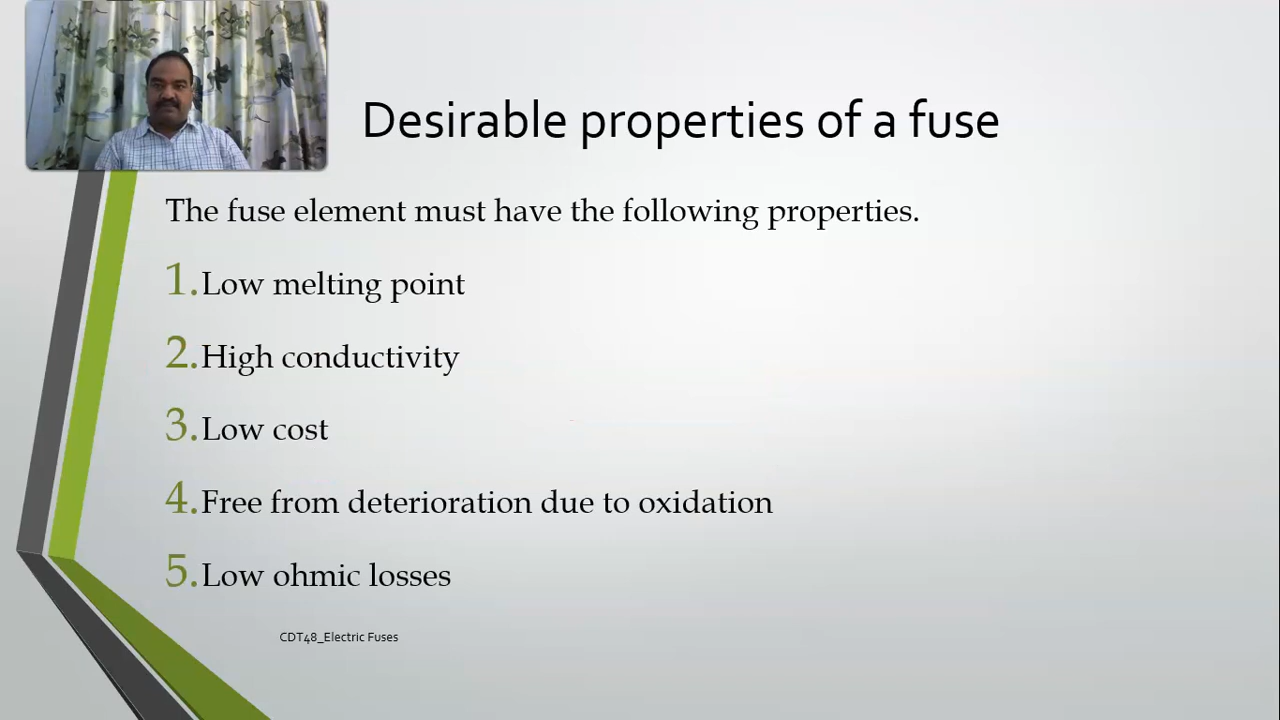 Desirable properties of a fuse
The fuse element must have the following properties.
1. Low melting point
2. High conductivity
3. Low cost
4. Free from deterioration due to oxidation
5. Low ohmic losses
CDT48_Electric Fuses